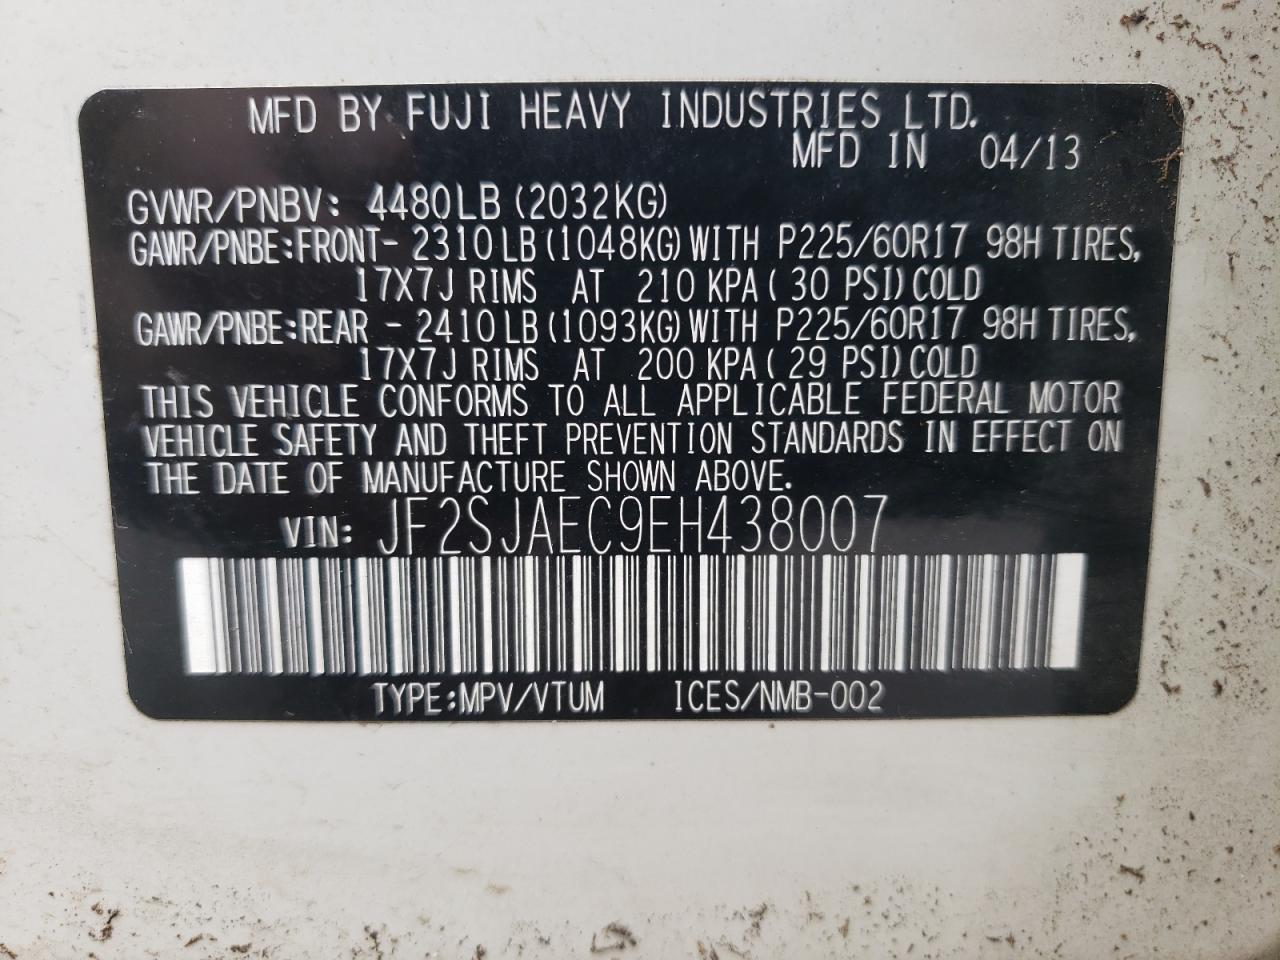 MFD BY FUJI HEAVY INDUSTRIES LTD.
MFD IN 04/13
GVWR/PNBV: 4480LB (2032KG)
GAWR/PNBE:FRONT- 2310LB (1048KG) WITH P225/60R17 98H TIRES,
17X7J RIMS AT 210 KPA( 30 PSI) COLD
GAWR/PNBE:REAR - 2410LB (1093KG) WITH P225/60R17 98H TIRES,
17X7J RIMS AT 200 KPA( 29 PSI) COLD
THIS VEHICLE CONFORMS TO ALL APPLICABLE FEDERAL MOTOR
VEHICLE SAFETY AND THEFT PREVENTION STANDARDS IN EFFECT ON
THE DATE OF MANUFACTURE SHOWN ABOVE.
VIN: JF2SJAEC9EH438007
TYPE:MPV/VTUM ICES/NMB-002